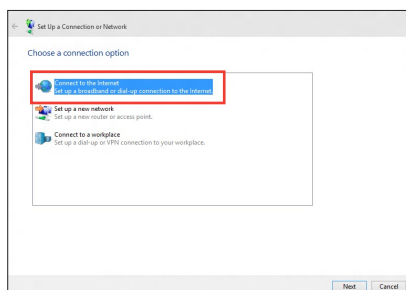 Set Up a Connection or Network
Choose a connection option
Connect to the Internet
Set up a broadband or dial-up connection to the Internet.
Set up a new network
Set up a new router or access point.
Connect to a workplace
Set up a dial-up or VPN connection to your workplace.
Next Cancel